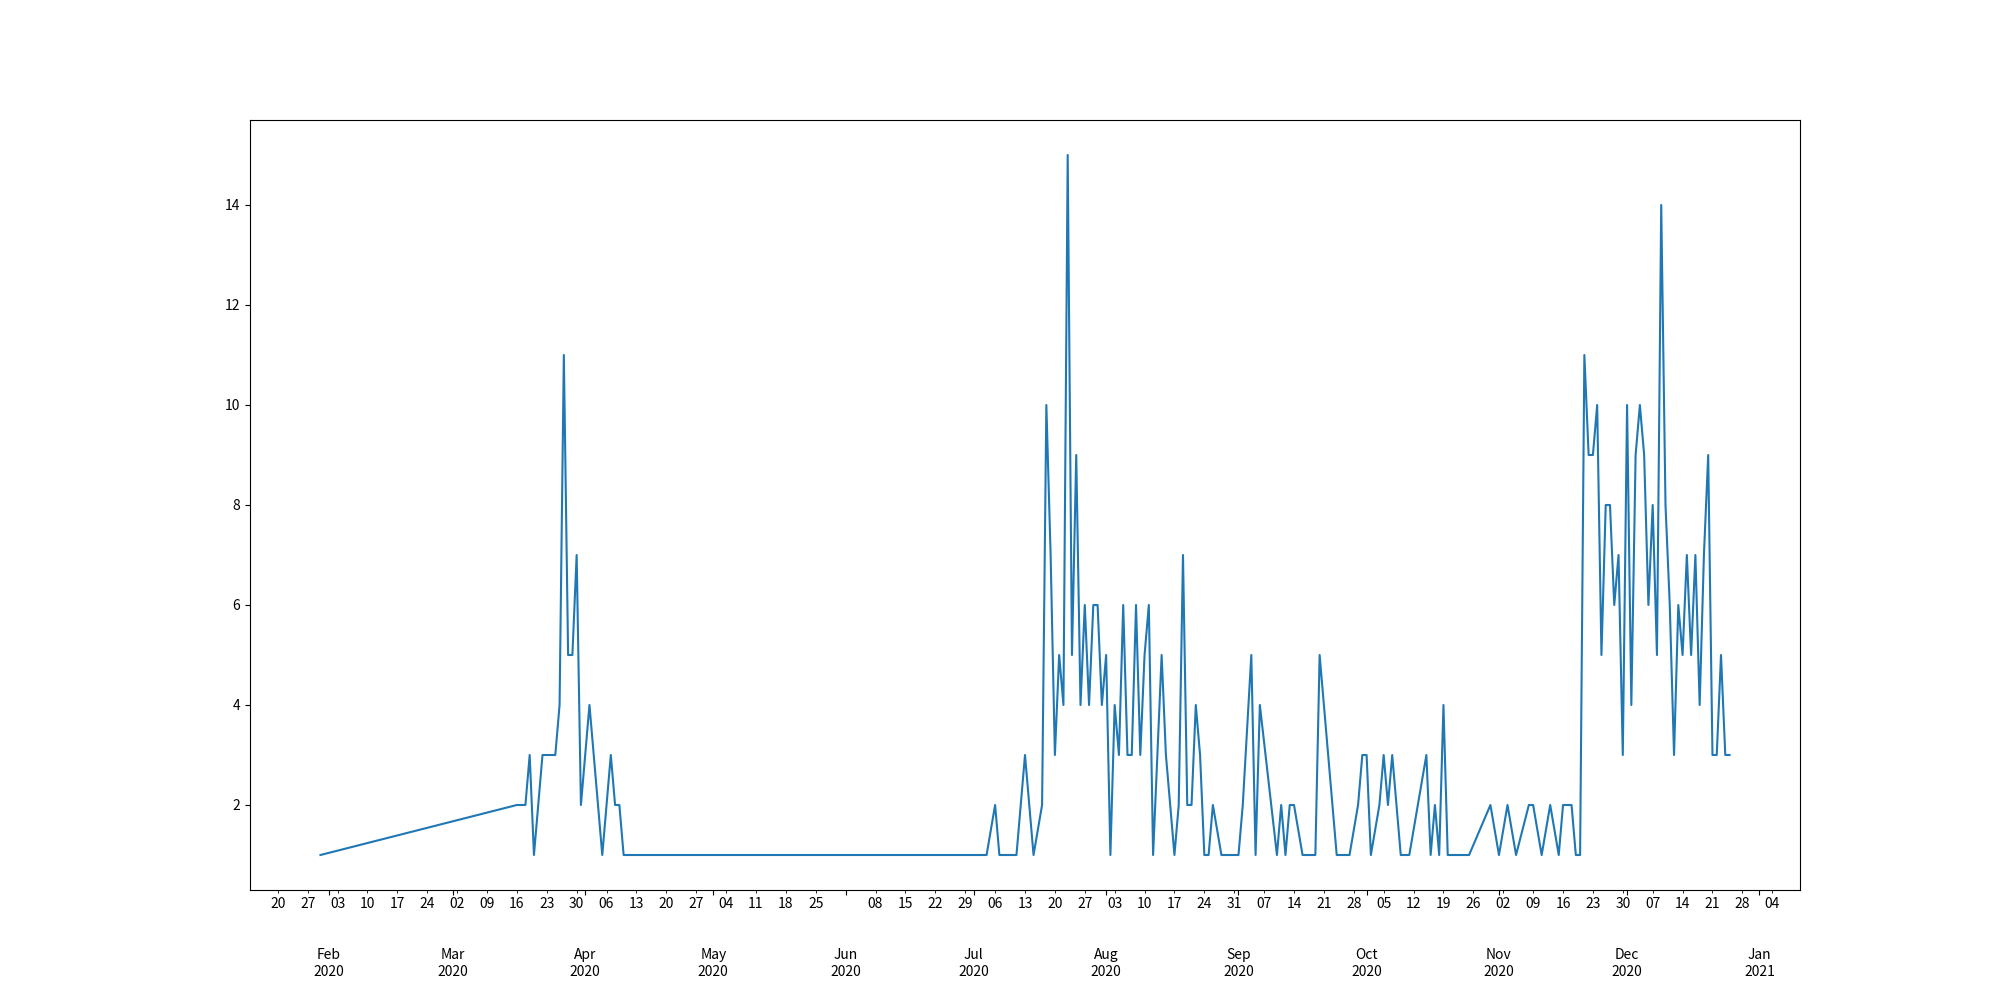 14
12
10
8
6
4
2
20 27 03 10 17 24 02 09 16 23 30 06 13 20 27 04 11 18 25 08 15 22 29 06 13 20 27 03 10 17 24 31 07 14 21 28 05 12 19 26 02 09 16 23 30 07 14 21 28 04
Feb Mar Apr May Jun Jul Aug Sep Oct Nov Dec Jan
2020 2020 2020 2020 2020 2020 2020 2020 2020 2020 2020 2021